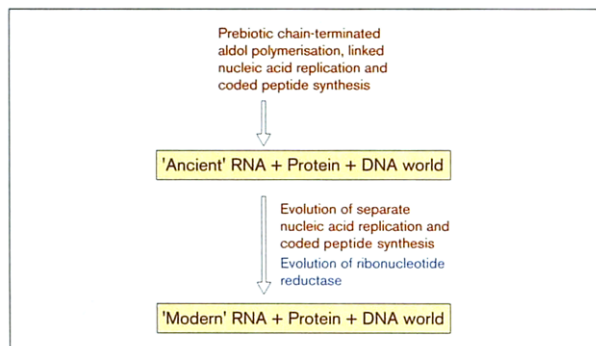 Prebiotic chain-terminated
aldol polymerisation, linked
nucleic acid replication and
coded peptide synthesis
'Ancient' RNA + Protein + DNA world
Evolution of separate
nucleic acid replication and
coded peptide synthesis
Evolution of ribonucleotide
reductase
'Modern' RNA + Protein + DNA world